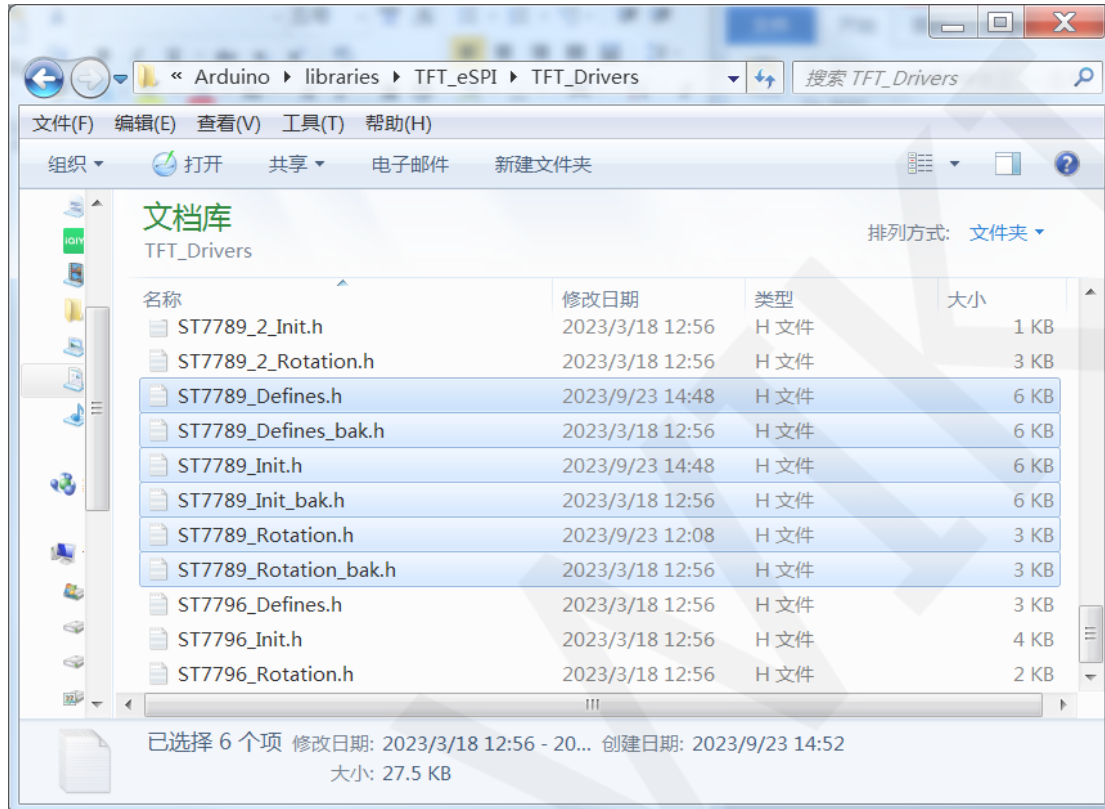 « Arduino ▸ libraries ▸ TFT_eSPI ▸ TFT_Drivers 搜索 TFT_Drivers
文件(F) 编辑(E) 查看(V) 工具(T) 帮助(H)
组织 打开 共享 电子邮件 新建文件夹
文档库
TFT_Drivers
排列方式: 文件夹
名称 修改日期 类型 大小
ST7789_2_Init.h 2023/3/18 12:56 H 文件 1 KB
ST7789_2_Rotation.h 2023/3/18 12:56 H 文件 3 KB
ST7789_Defines.h 2023/9/23 14:48 H 文件 6 KB
ST7789_Defines_bak.h 2023/3/18 12:56 H 文件 6 KB
ST7789_Init.h 2023/9/23 14:48 H 文件 6 KB
ST7789_Init_bak.h 2023/3/18 12:56 H 文件 6 KB
ST7789_Rotation.h 2023/9/23 12:08 H 文件 3 KB
ST7789_Rotation_bak.h 2023/3/18 12:56 H 文件 3 KB
ST7796_Defines.h 2023/3/18 12:56 H 文件 3 KB
ST7796_Init.h 2023/3/18 12:56 H 文件 4 KB
ST7796_Rotation.h 2023/3/18 12:56 H 文件 2 KB
已选择 6 个项 修改日期: 2023/3/18 12:56 - 20... 创建日期: 2023/9/23 14:52
大小: 27.5 KB